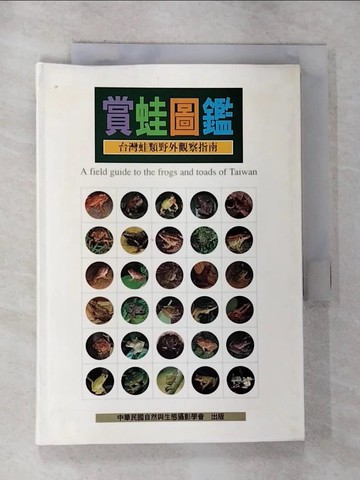 賞蛙圖鑑
台灣蛙類野外觀察指南
A field guide to the frogs and toads of Taiwan
中華民國自然與生態攝影學會 出版